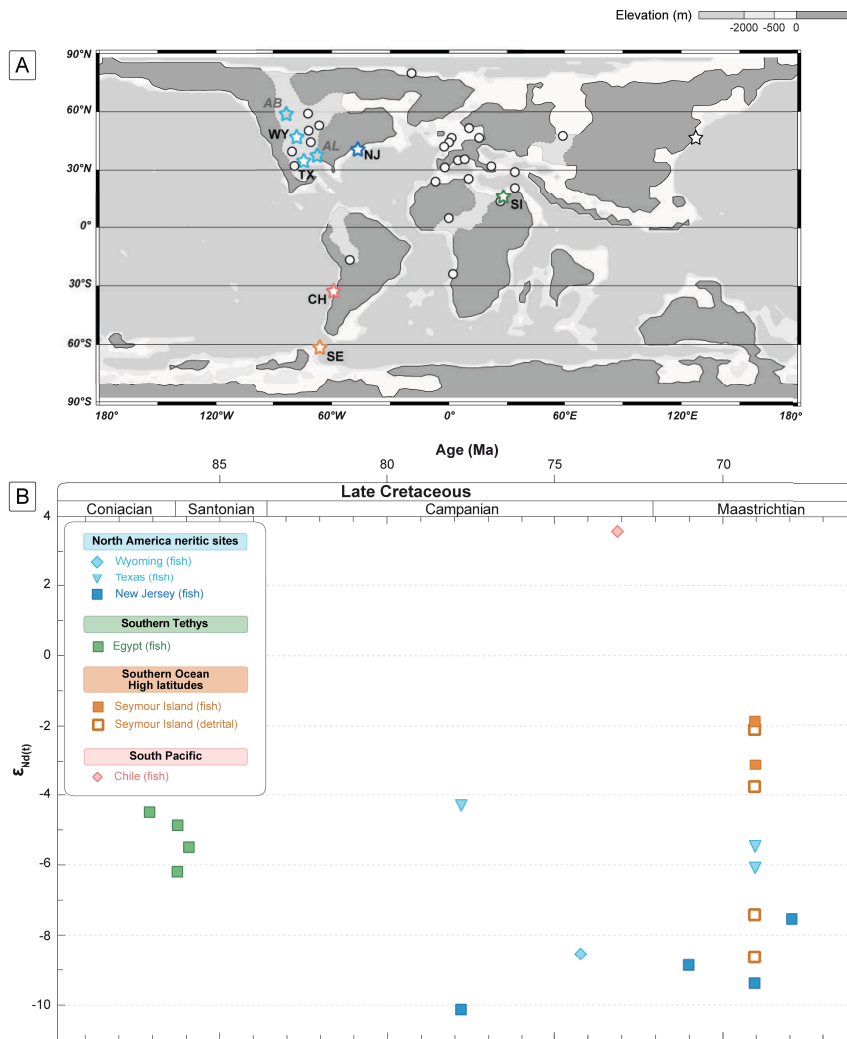 Elevation (m)
-2000 -500 0
A
90°N
60°N
30°N
0°
30°S
60°S
90°S
AB
WY
AL
NJ
TX
SI
CH
SE
180° 120°W 60°W 0° 60°E 120°E 180°
Age (Ma)
85 80 75 69
B
Late Cretaceous
Coniacian Santonian Campanian Maastrichtian
4
2
0
-2
-4
-6
-8
-10
εNd(t)
North America neritic sites
Wyoming (fish)
Texas (fish)
New Jersey (fish)
Southern Tethys
Egypt (fish)
Southern Ocean
High latitudes
Seymour Island (fish)
Seymour Island (detrital)
South Pacific
Chile (fish)